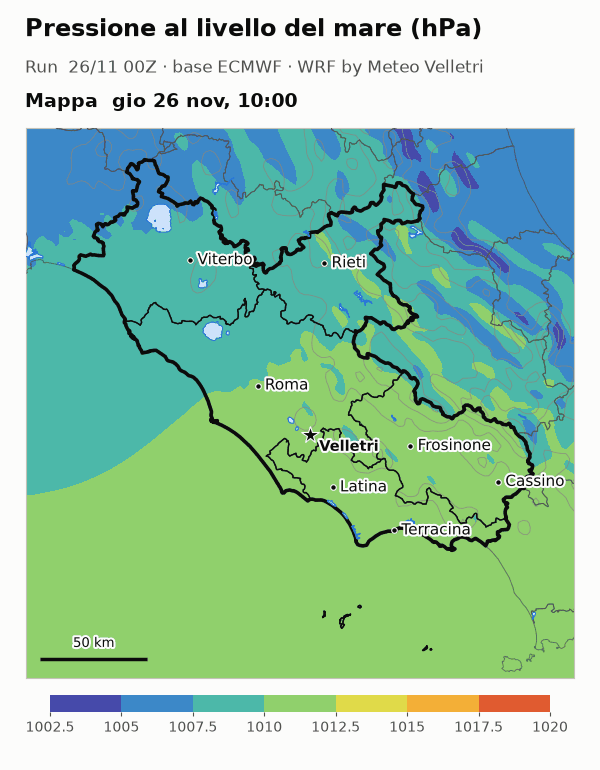 Pressione al livello del mare (hPa)
Run 26/11 00Z · base ECMWF · WRF by Meteo Velletri
Mappa gio 26 nov, 10:00
Viterbo
Rieti
Roma
Velletri
Frosinone
Cassino
Latina
Terracina
50 km
1002.5 1005 1007.5 1010 1012.5 1015 1017.5 1020